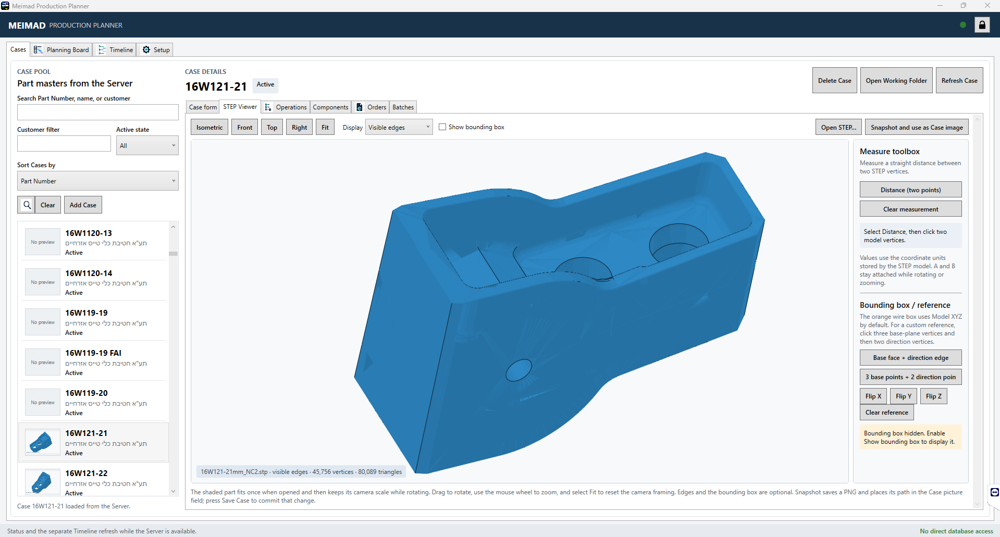 Meimad Production Planner
MEIMAD PRODUCTION PLANNER
Cases
Planning Board
Timeline
Setup
CASE POOL
Part masters from the Server
Search Part Number, name, or customer
Customer filter
Active state
All
Sort Cases by
Part Number
Clear
Add Case
No preview
16W1120-13
תע"א חטיבת כלי טייס אזרחיים
Active
No preview
16W1120-14
תע"א חטיבת כלי טייס אזרחיים
Active
No preview
16W119-19
תע"א חטיבת כלי טייס אזרחיים
Active
No preview
16W119-19 FAI
תע"א חטיבת כלי טייס אזרחיים
Active
No preview
16W119-20
תע"א חטיבת כלי טייס אזרחיים
Active
16W121-21
תע"א חטיבת כלי טייס אזרחיים
Active
16W121-22
תע"א חטיבת כלי טייס אזרחיים
Active
Case 16W121-21 loaded from the Server.
CASE DETAILS
16W121-21
Active
Delete Case
Open Working Folder
Refresh Case
Case form
STEP Viewer
Operations
Components
Orders
Batches
Isometric
Front
Top
Right
Fit
Display
Visible edges
Show bounding box
Open STEP...
Snapshot and use as Case image
16W121-21mm_NC2.stp · visible edges · 45,756 vertices · 80,089 triangles
Measure toolbox
Measure a straight distance between
two STEP vertices.
Distance (two points)
Clear measurement
Select Distance, then click two
model vertices.
Values use the coordinate units
stored by the STEP model. A and B
stay attached while rotating or
zooming.
Bounding box / reference
The orange wire box uses Model XYZ
by default. For a custom reference,
click three base-plane vertices and
then two direction vertices.
Base face + direction edge
3 base points + 2 direction poin
Flip X
Flip Y
Flip Z
Clear reference
Bounding box hidden. Enable
Show bounding box to display it.
The shaded part fits once when opened and then keeps its camera scale while rotating. Drag to rotate, use the mouse wheel to zoom, and select Fit to reset the camera framing. Edges and the bounding box are optional. Snapshot saves a PNG and places its path in the Case picture
field; press Save Case to commit that change.
Status and the separate Timeline refresh while the Server is available.
No direct database access